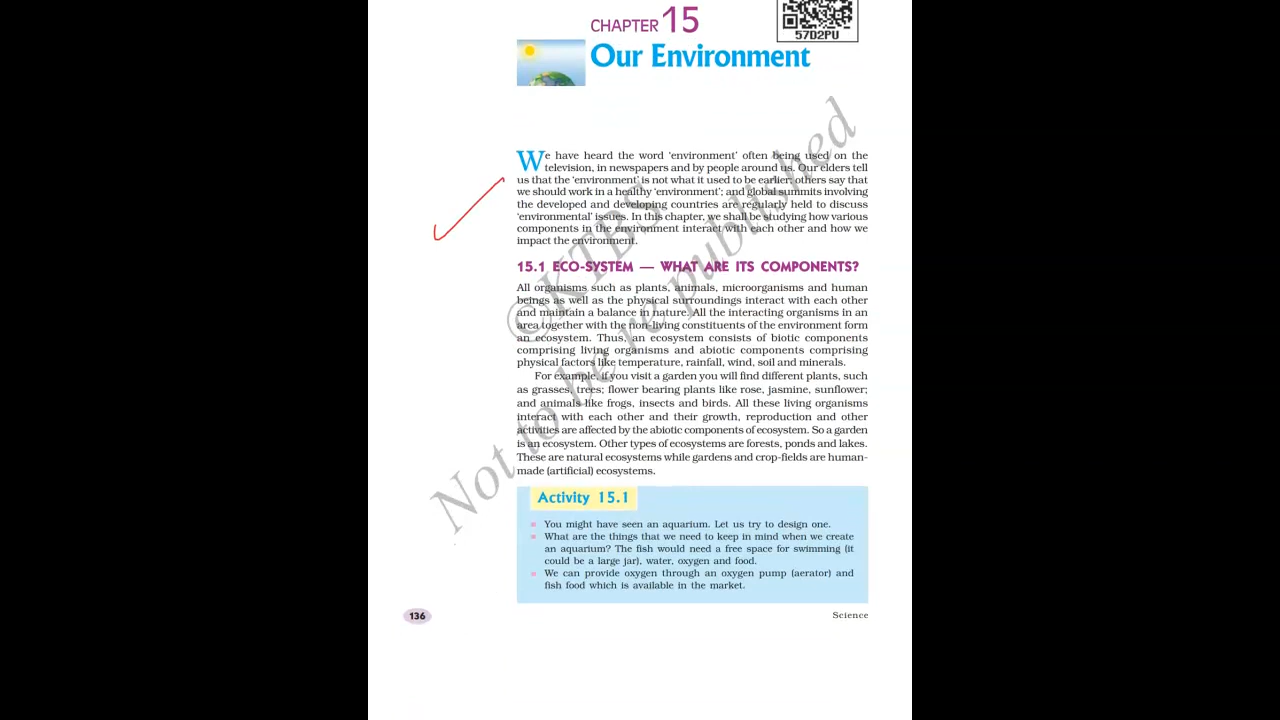 CHAPTER 15
57D2PU
Our Environment
We have heard the word ‘environment’ often being used on the
television, in newspapers and by people around us. Our elders tell
us that the ‘environment’ is not what it used to be earlier; others say that
we should work in a healthy ‘environment’; and global summits involving
the developed and developing countries are regularly held to discuss
‘environmental’ issues. In this chapter, we shall be studying how various
components in the environment interact with each other and how we
impact the environment.
15.1 ECO-SYSTEM — WHAT ARE ITS COMPONENTS?
All organisms such as plants, animals, microorganisms and human
beings as well as the physical surroundings interact with each other
and maintain a balance in nature. All the interacting organisms in an
area together with the non-living constituents of the environment form
an ecosystem. Thus, an ecosystem consists of biotic components
comprising living organisms and abiotic components comprising
physical factors like temperature, rainfall, wind, soil and minerals.
For example, if you visit a garden you will find different plants, such
as grasses, trees; flower bearing plants like rose, jasmine, sunflower;
and animals like frogs, insects and birds. All these living organisms
interact with each other and their growth, reproduction and other
activities are affected by the abiotic components of ecosystem. So a garden
is an ecosystem. Other types of ecosystems are forests, ponds and lakes.
These are natural ecosystems while gardens and crop-fields are human-
made (artificial) ecosystems.
©KTBS
Not to be re published
Activity 15.1
You might have seen an aquarium. Let us try to design one.
What are the things that we need to keep in mind when we create
an aquarium? The fish would need a free space for swimming (it
could be a large jar), water, oxygen and food.
We can provide oxygen through an oxygen pump (aerator) and
fish food which is available in the market.
136
Science